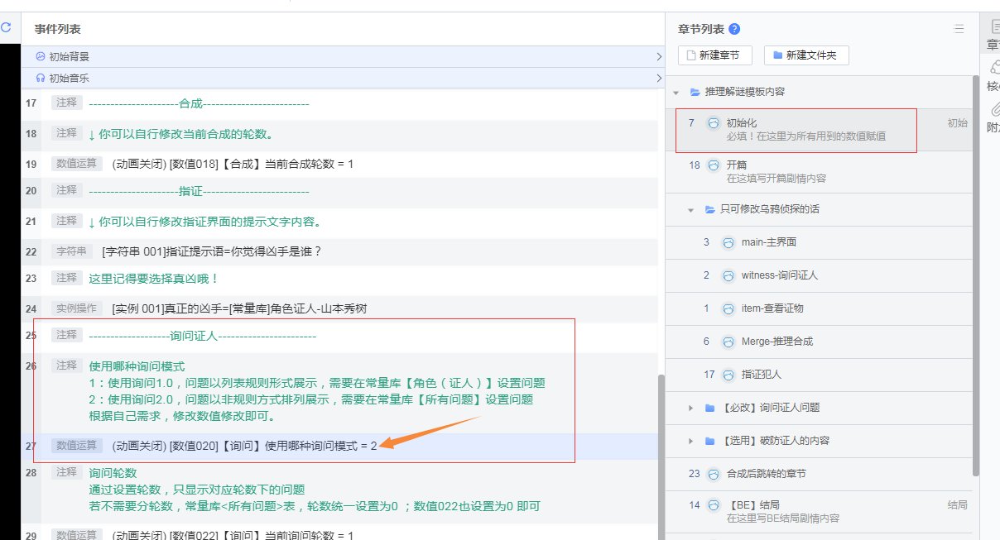 事件列表
初始背景
初始音乐
17 注释 ---------------------合成-------------------------
18 注释 ↓ 你可以自行修改当前合成的轮数。
19 数值运算 (动画关闭) [数值018]【合成】当前合成轮数 = 1
20 注释 ---------------------指证-------------------------
21 注释 ↓ 你可以自行修改指证界面的提示文字内容。
22 字符串 [字符串 001]指证提示语=你觉得凶手是谁？
23 注释 这里记得要选择真凶哦！
24 实例操作 [实例 001]真正的凶手=[常量库]角色证人-山本秀树
25 注释 -------------------询问证人-----------------------
26 注释 使用哪种询问模式
1：使用询问1.0，问题以列表规则形式展示，需要在常量库【角色（证人）】设置问题
2：使用询问2.0，问题以非规则方式排列展示，需要在常量库【所有问题】设置问题
根据自己需求，修改数值修改即可。
27 数值运算 (动画关闭) [数值020]【询问】使用哪种询问模式 = 2
28 注释 询问轮数
通过设置轮数，只显示对应轮数下的问题
若不需要分轮数，常量库<所有问题>表，轮数统一设置为0 ；数值022也设置为0 即可
29 数值运算 (动画关闭) [数值022]【询问】当前询问轮数 = 1
章节列表 ?
新建章节 新建文件夹
推理解谜模板内容
7 初始化 初始
必填！在这里为所有用到的数值赋值
18 开篇
在这填写开篇剧情内容
只可修改乌鸦侦探的话
3 main-主界面
2 witness-询问证人
1 item-查看证物
6 Merge-推理合成
17 指证犯人
【必改】询问证人问题
【选用】破防证人的内容
23 合成后跳转的章节
14 【BE】结局 结局
在这里写BE结局剧情内容
章
核
附